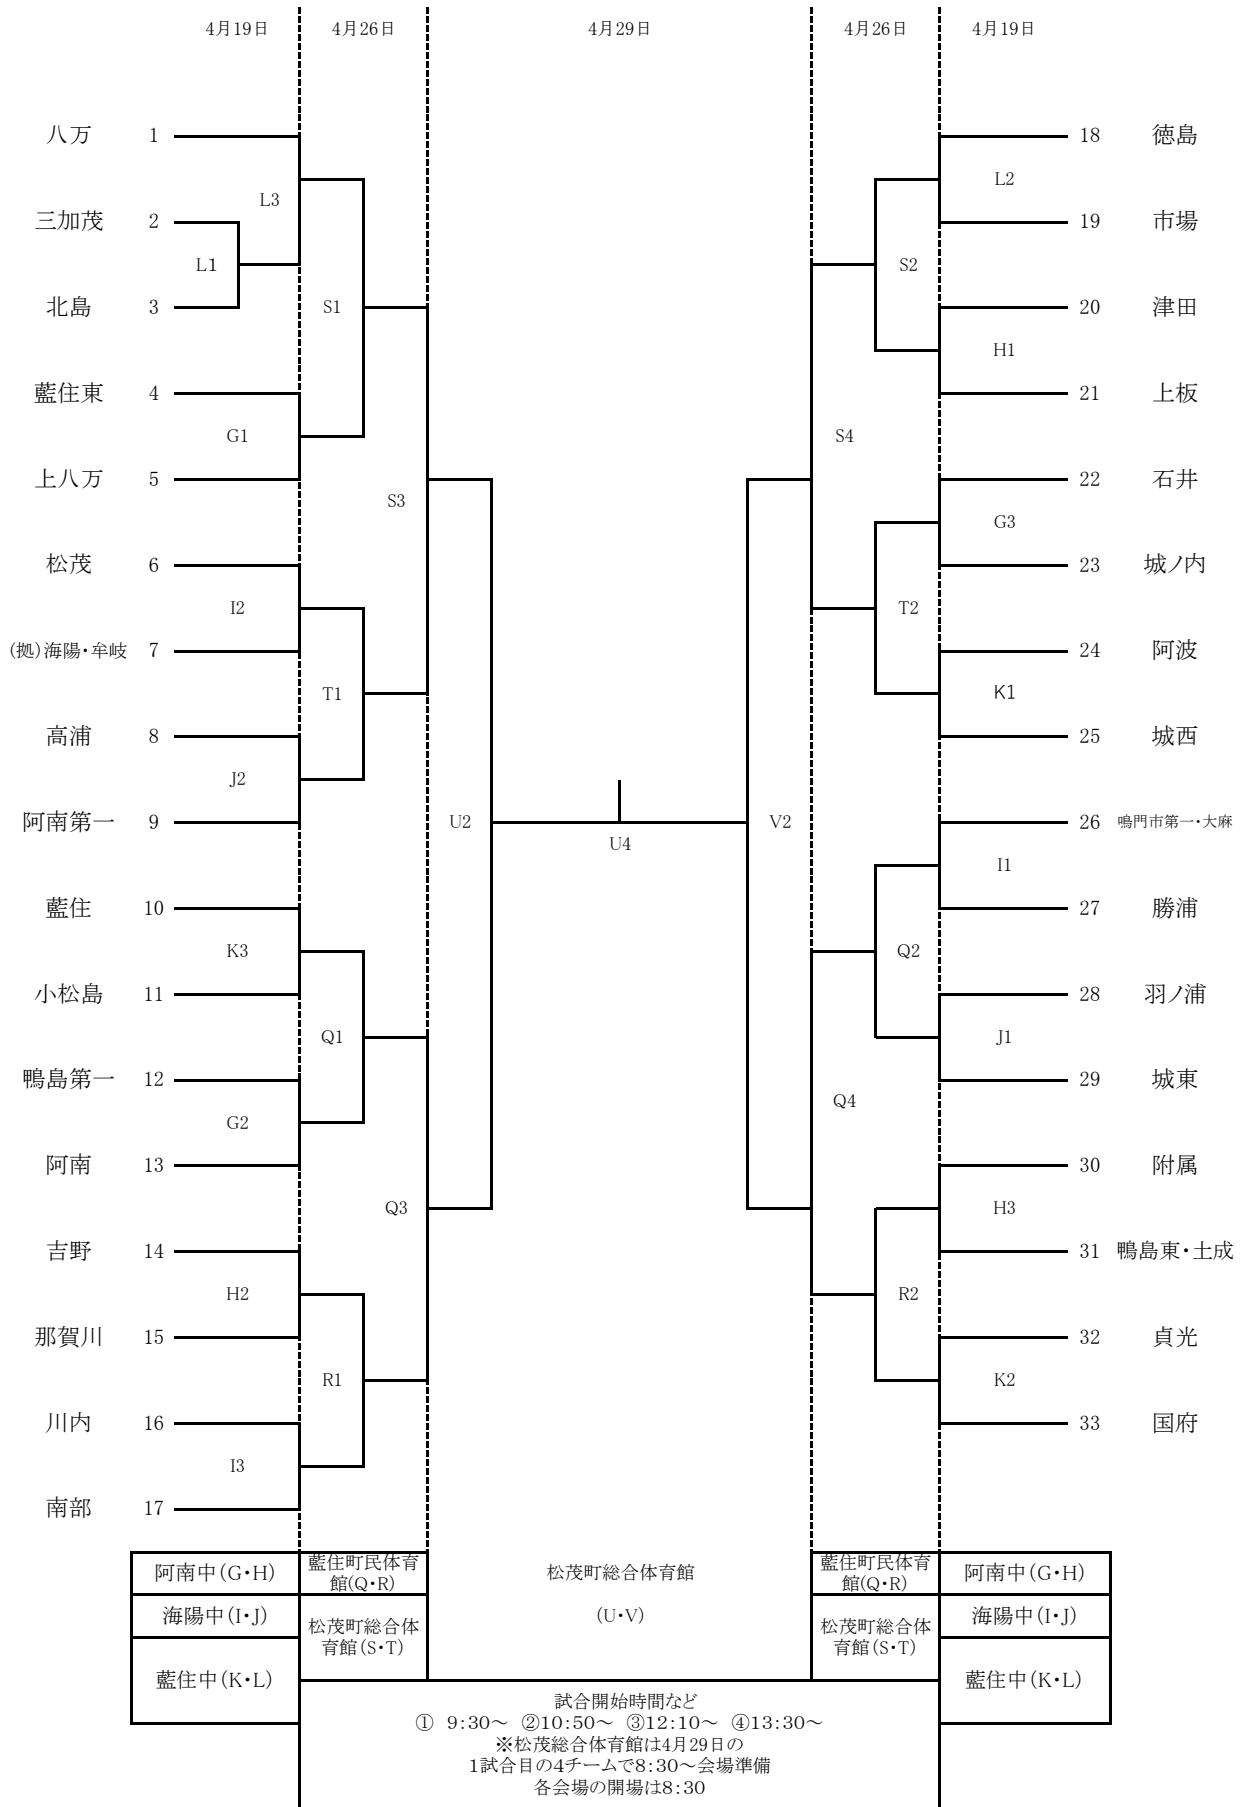 4月19日 4月26日 4月29日 4月26日 4月19日
八万 1 18 徳島
L3 L2
三加茂 2 19 市場
L1 S2
北島 3 S1 20 津田
H1
藍住東 4 21 上板
G1 S4
上八万 5 S3 22 石井
G3
松茂 6 23 城ノ内
I2 T2
(拠)海陽・牟岐 7 24 阿波
T1 K1
高浦 8 25 城西
J2
阿南第一 9 U2 U4 V2 26 鳴門市第一・大麻
I1
藍住 10 27 勝浦
K3 Q2
小松島 11 28 羽ノ浦
Q1 J1
鴨島第一 12 29 城東
G2 Q4
阿南 13 30 附属
Q3 H3
吉野 14 31 鴨島東・土成
H2 R2
那賀川 15 32 貞光
R1 K2
川内 16 33 国府
I3
南部 17
阿南中(G・H) 藍住町民体育 松茂町総合体育館 藍住町民体育 阿南中(G・H)
館(Q・R) 館(Q・R)
海陽中(I・J) 松茂町総合体 (U・V) 松茂町総合体 海陽中(I・J)
育館(S・T) 育館(S・T)
藍住中(K・L) 藍住中(K・L)
試合開始時間など
① 9:30～ ②10:50～ ③12:10～ ④13:30～
※松茂総合体育館は4月29日の
1試合目の4チームで8:30～会場準備
各会場の開場は8:30